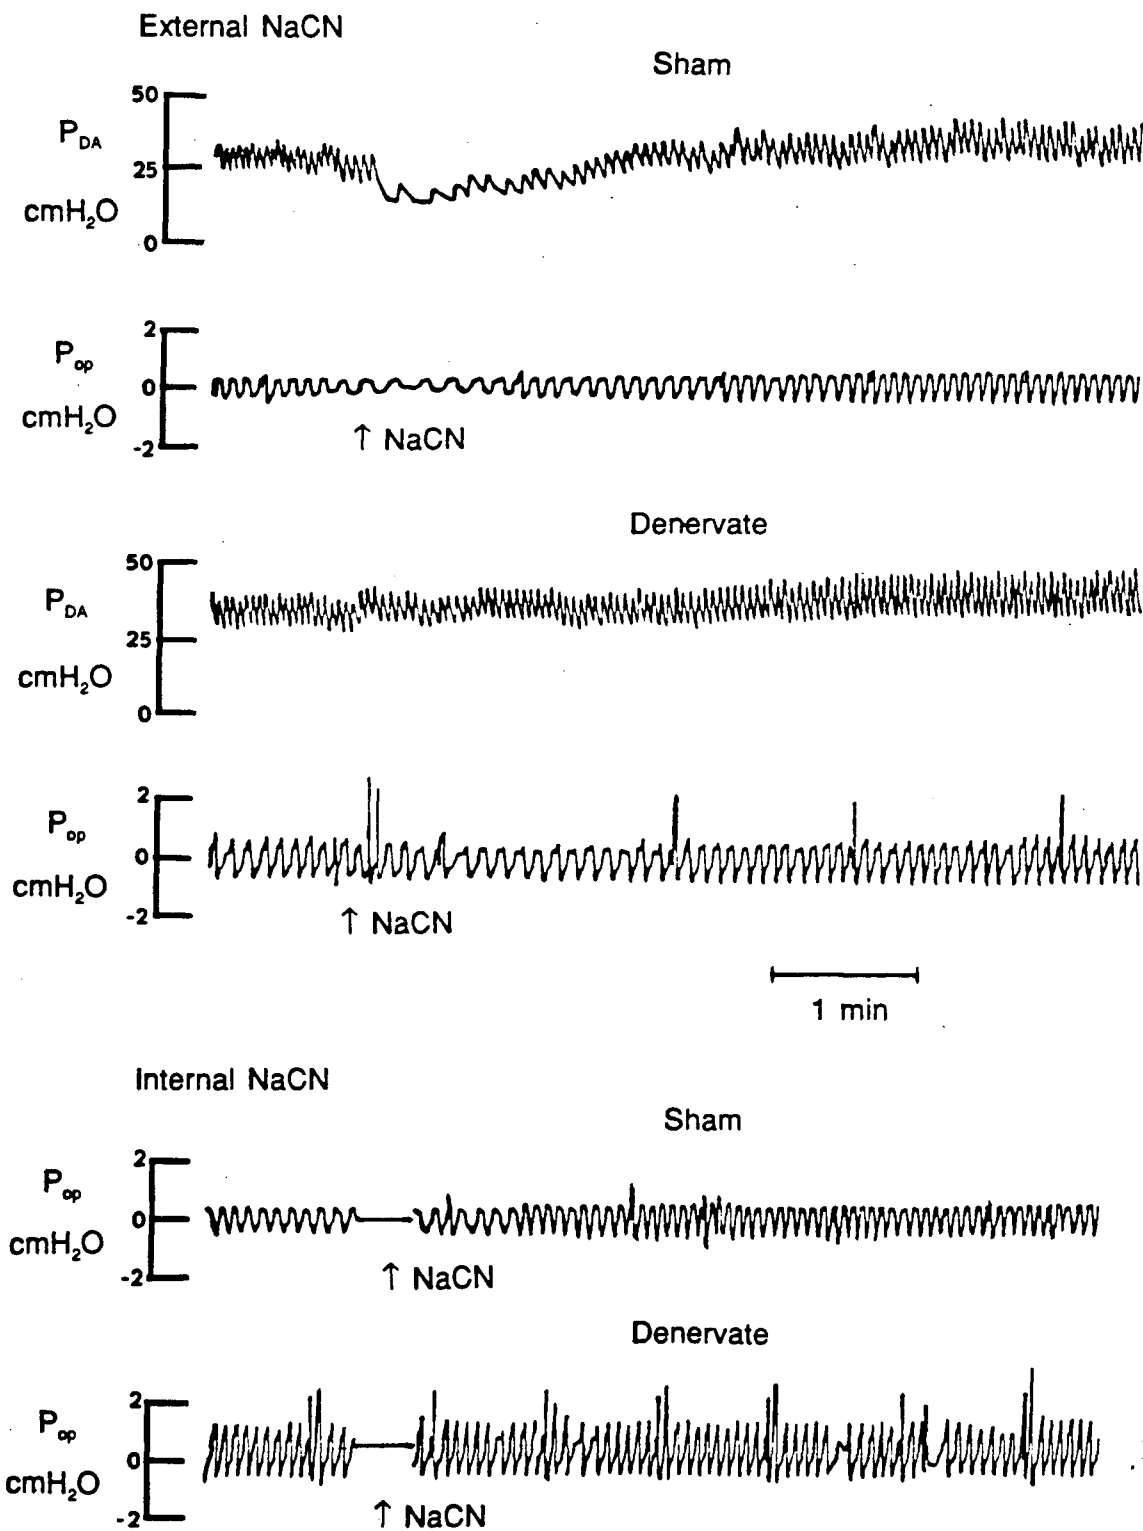 External NaCN
Sham
50
P_DA
25
cmH₂O
0
2
P_op
0
cmH₂O
-2
↑ NaCN
Denervate
50
P_DA
25
cmH₂O
0
2
P_op
0
cmH₂O
-2
↑ NaCN
1 min
Internal NaCN
Sham
2
P_op
0
cmH₂O
-2
↑ NaCN
Denervate
2
P_op
0
cmH₂O
-2
↑ NaCN